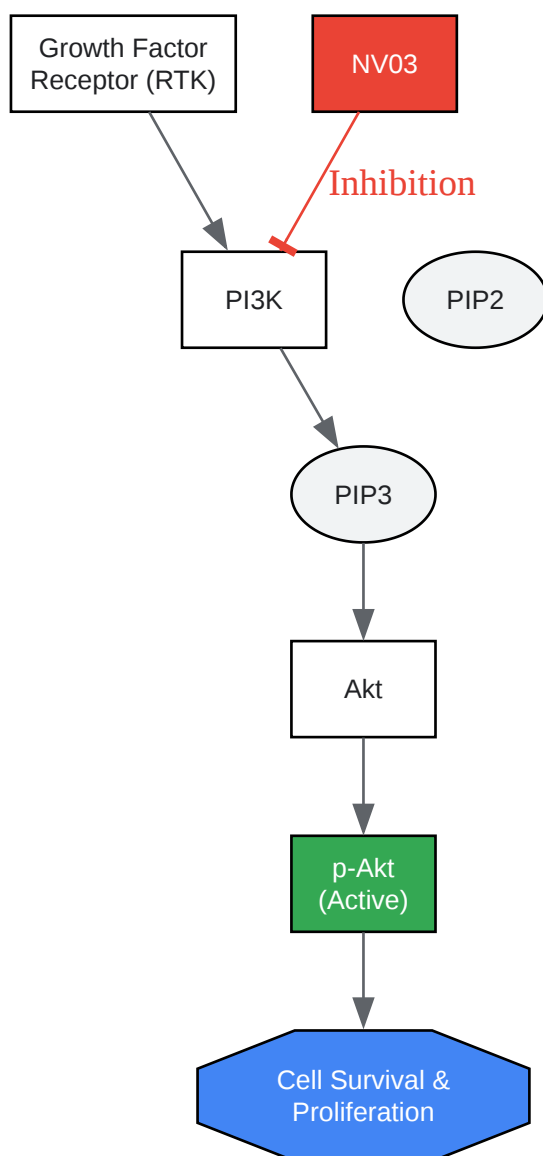 Growth Factor
Receptor (RTK)
NV03
Inhibition
PI3K
PIP2
PIP3
Akt
p-Akt
(Active)
Cell Survival &
Proliferation